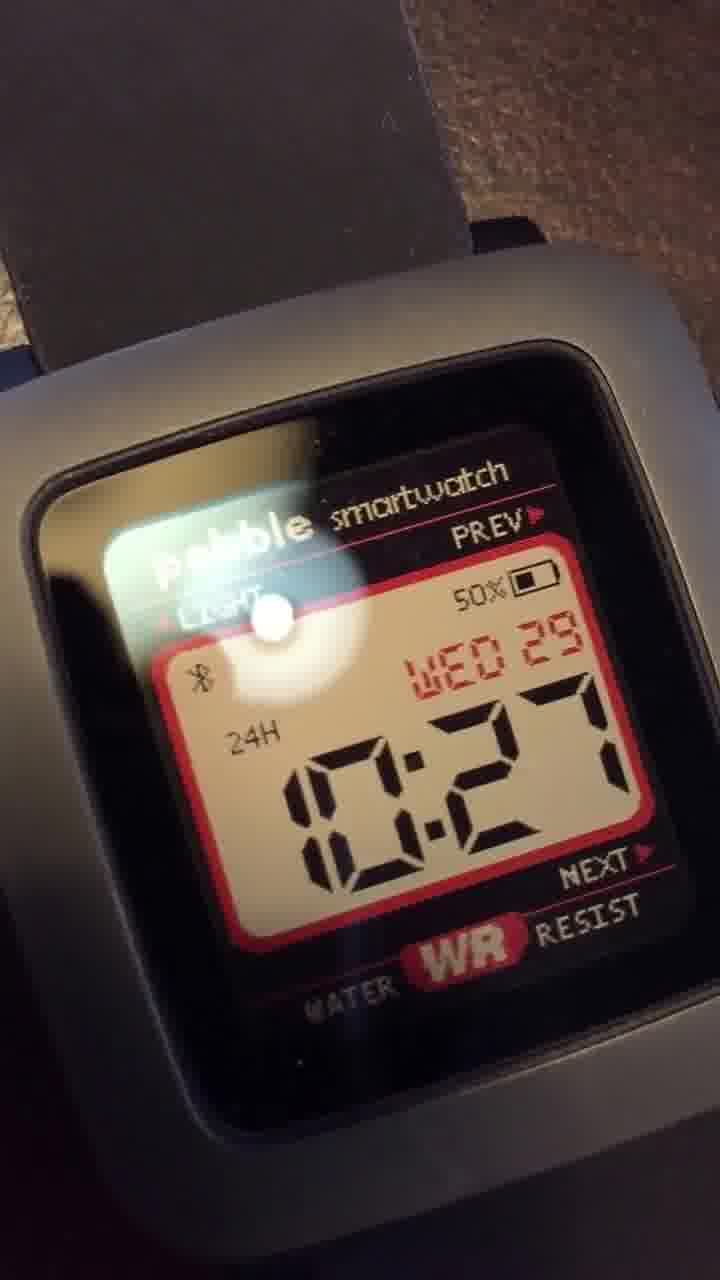 pebble smartwatch
PREV
LIGHT
50%
WED 29
24H
10:27
NEXT
WATER WR RESIST